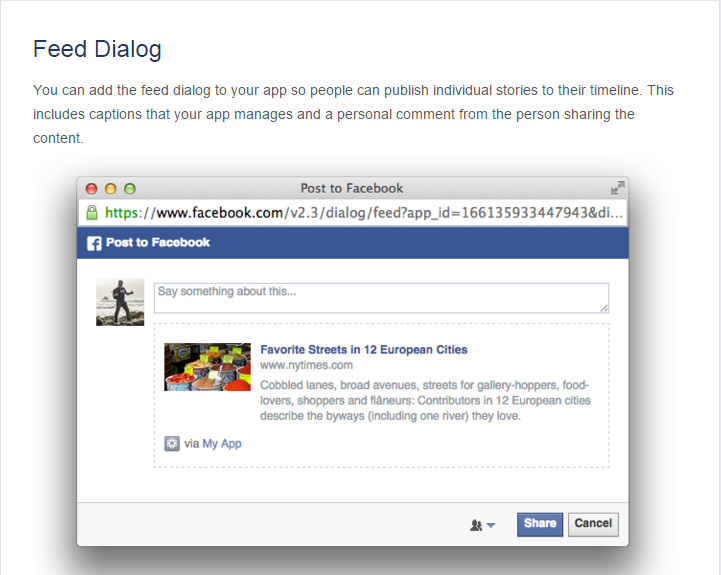 Feed Dialog
You can add the feed dialog to your app so people can publish individual stories to their timeline. This
includes captions that your app manages and a personal comment from the person sharing the
content.
Post to Facebook
https://www.facebook.com/v2.3/dialog/feed?app_id=166135933447943&di...
Post to Facebook
Say something about this...
Favorite Streets in 12 European Cities
www.nytimes.com
Cobbled lanes, broad avenues, streets for gallery-hoppers, food-
lovers, shoppers and flâneurs: Contributors in 12 European cities
describe the byways (including one river) they love.
via My App
Share Cancel